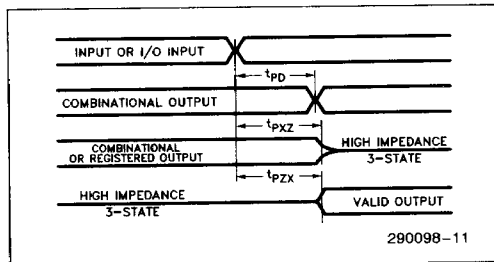 INPUT OR I/O INPUT
tPD
COMBINATIONAL OUTPUT
tPXZ
COMBINATIONAL
OR REGISTERED OUTPUT
HIGH IMPEDANCE
3-STATE
tPZX
HIGH IMPEDANCE
3-STATE
VALID OUTPUT
290098-11